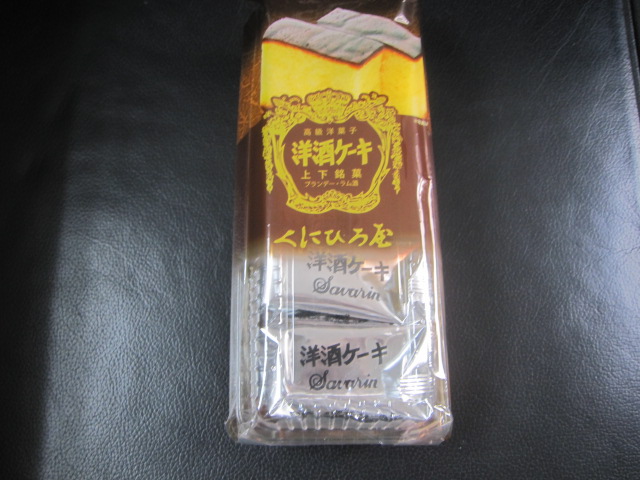 高級洋菓子
洋酒ケーキ
上下銘菓
ブランデー・ラム酒
くにひろ屋
洋酒ケーキ
Savarin
洋酒ケーキ
Savarin